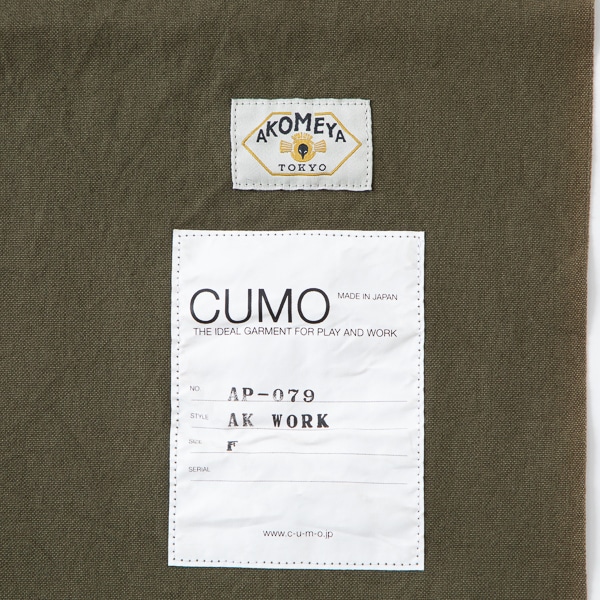 AKOMEYA
TOKYO
CUMO MADE IN JAPAN
THE IDEAL GARMENT FOR PLAY AND WORK
NO. AP-079
STYLE AK WORK
SIZE F
SERIAL
www.c-u-m-o.jp